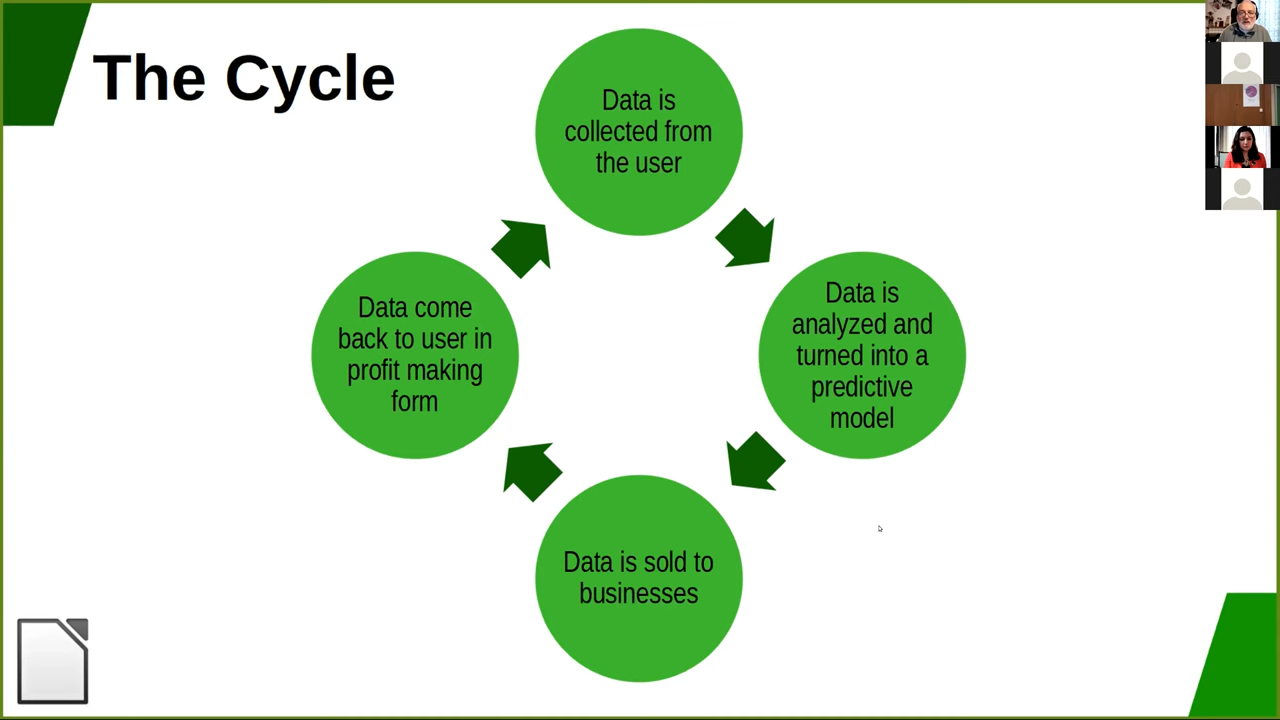 The Cycle
Data is
collected from
the user
Data is
analyzed and
turned into a
predictive
model
Data is sold to
businesses
Data come
back to user in
profit making
form